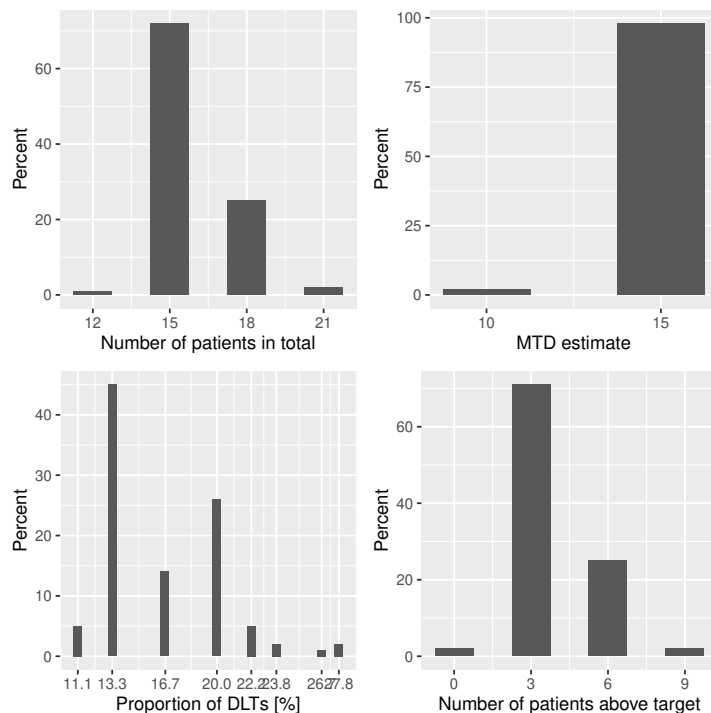 60
40
20
0
Percent
12 15 18 21
Number of patients in total
100
75
50
25
0
Percent
10 15
MTD estimate
40
30
20
10
0
Percent
11.1 13.3 16.7 20.0 22.2 23.8 26.7 27.8
Proportion of DLTs [%]
60
40
20
0
Percent
0 3 6 9
Number of patients above target